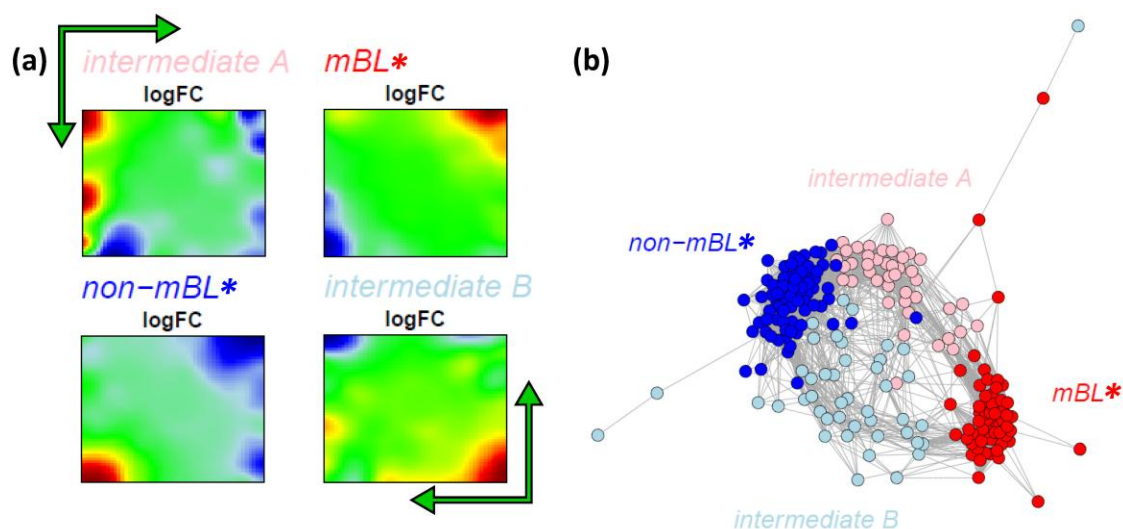 (a)
intermediate A mBL*
logFC logFC
non-mBL* intermediate B
logFC logFC
(b)
intermediate A
non-mBL*
mBL*
intermediate B